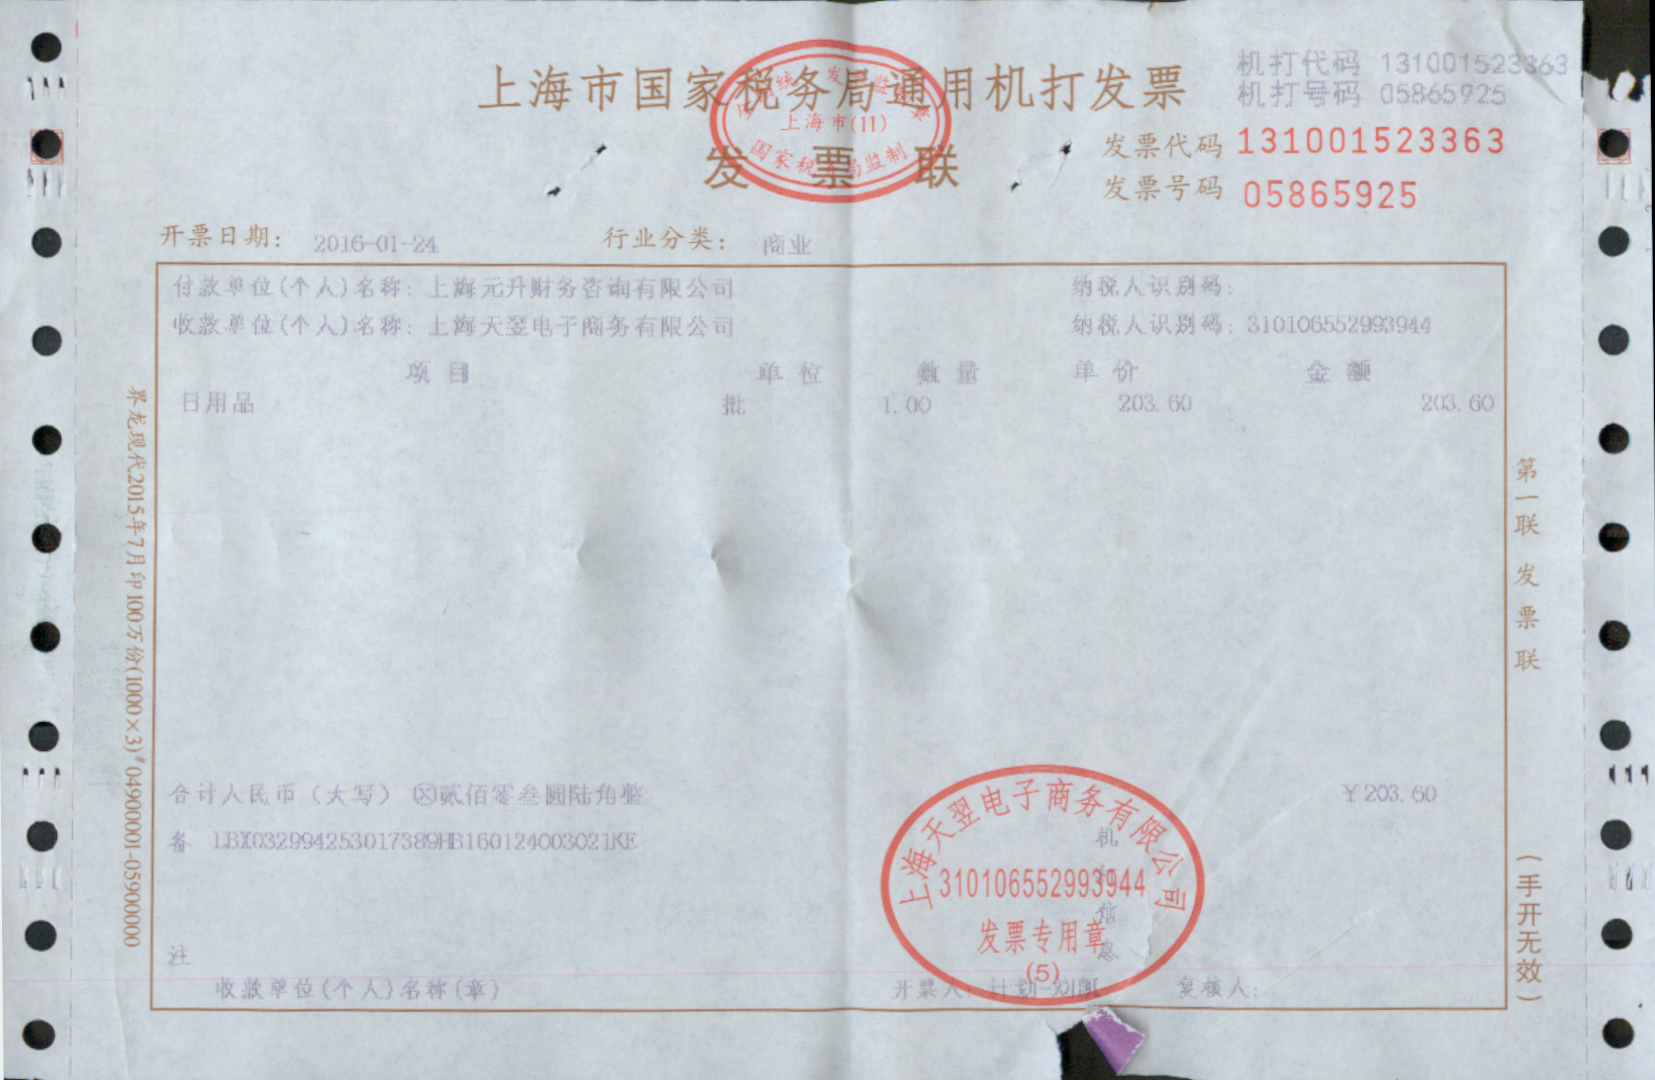 机打代码 131001523363
机打号码 05865925
上海市国家税务局通用机打发票
发票联
上海市(11)
国家税务局监制
发票代码 131001523363
发票号码 05865925
开票日期: 2016-01-24 行业分类: 商业
付款单位(个人)名称: 上海元升财务咨询有限公司 纳税人识别码:
收款单位(个人)名称: 上海天翌电子商务有限公司 纳税人识别码: 310106552993944
项目 单位 数量 单价 金额
日用品 批 1.00 203.60 203.60
界龙现代2015年7月印100万份(1000×3)#04900001-05900000
第一联 发票联
(手开无效)
合计人民币(大写) ⊗贰佰零叁圆陆角整 ¥203.60
备 LBX032994253017389HB160124003021KE
注
机
信
息
上海天翌电子商务有限公司
310106552993944
发票专用章
(5)
收款单位(个人)名称(章) 开票人: 计划-刘凯 复核人: